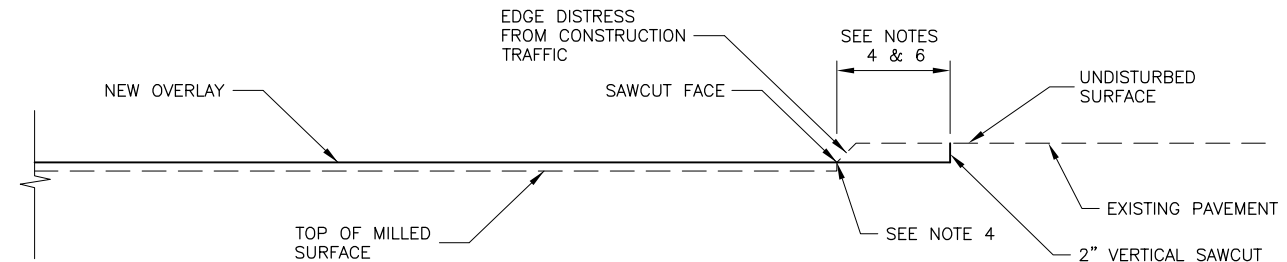 EDGE DISTRESS
FROM CONSTRUCTION
TRAFFIC
SEE NOTES
4 & 6
NEW OVERLAY
SAWCUT FACE
UNDISTURBED
SURFACE
TOP OF MILLED
SURFACE
SEE NOTE 4
EXISTING PAVEMENT
2" VERTICAL SAWCUT